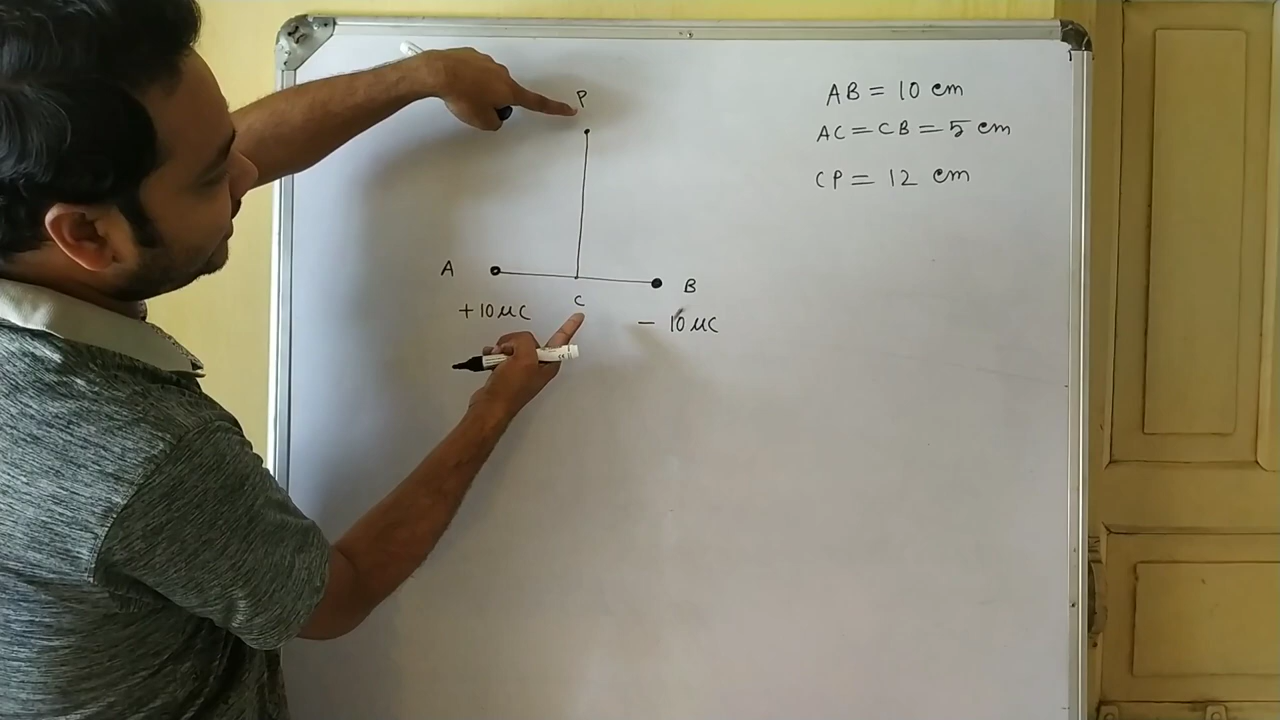 P
AB = 10 cm
AC = CB = 5 cm
CP = 12 cm
A
B
C
+10 μC
- 10 μC